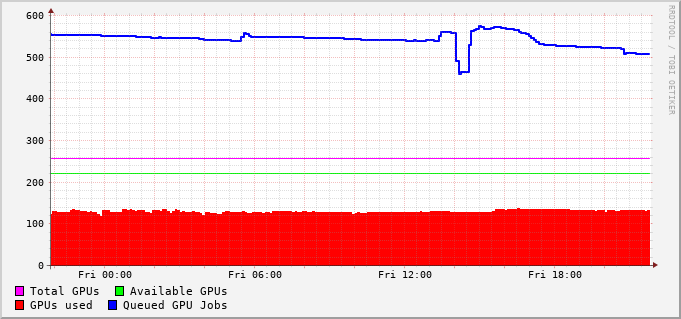 600
500
400
300
200
100
0
Fri 00:00 Fri 06:00 Fri 12:00 Fri 18:00
Total GPUs Available GPUs
GPUs used Queued GPU Jobs
RRDTOOL / TOBI OETIKER